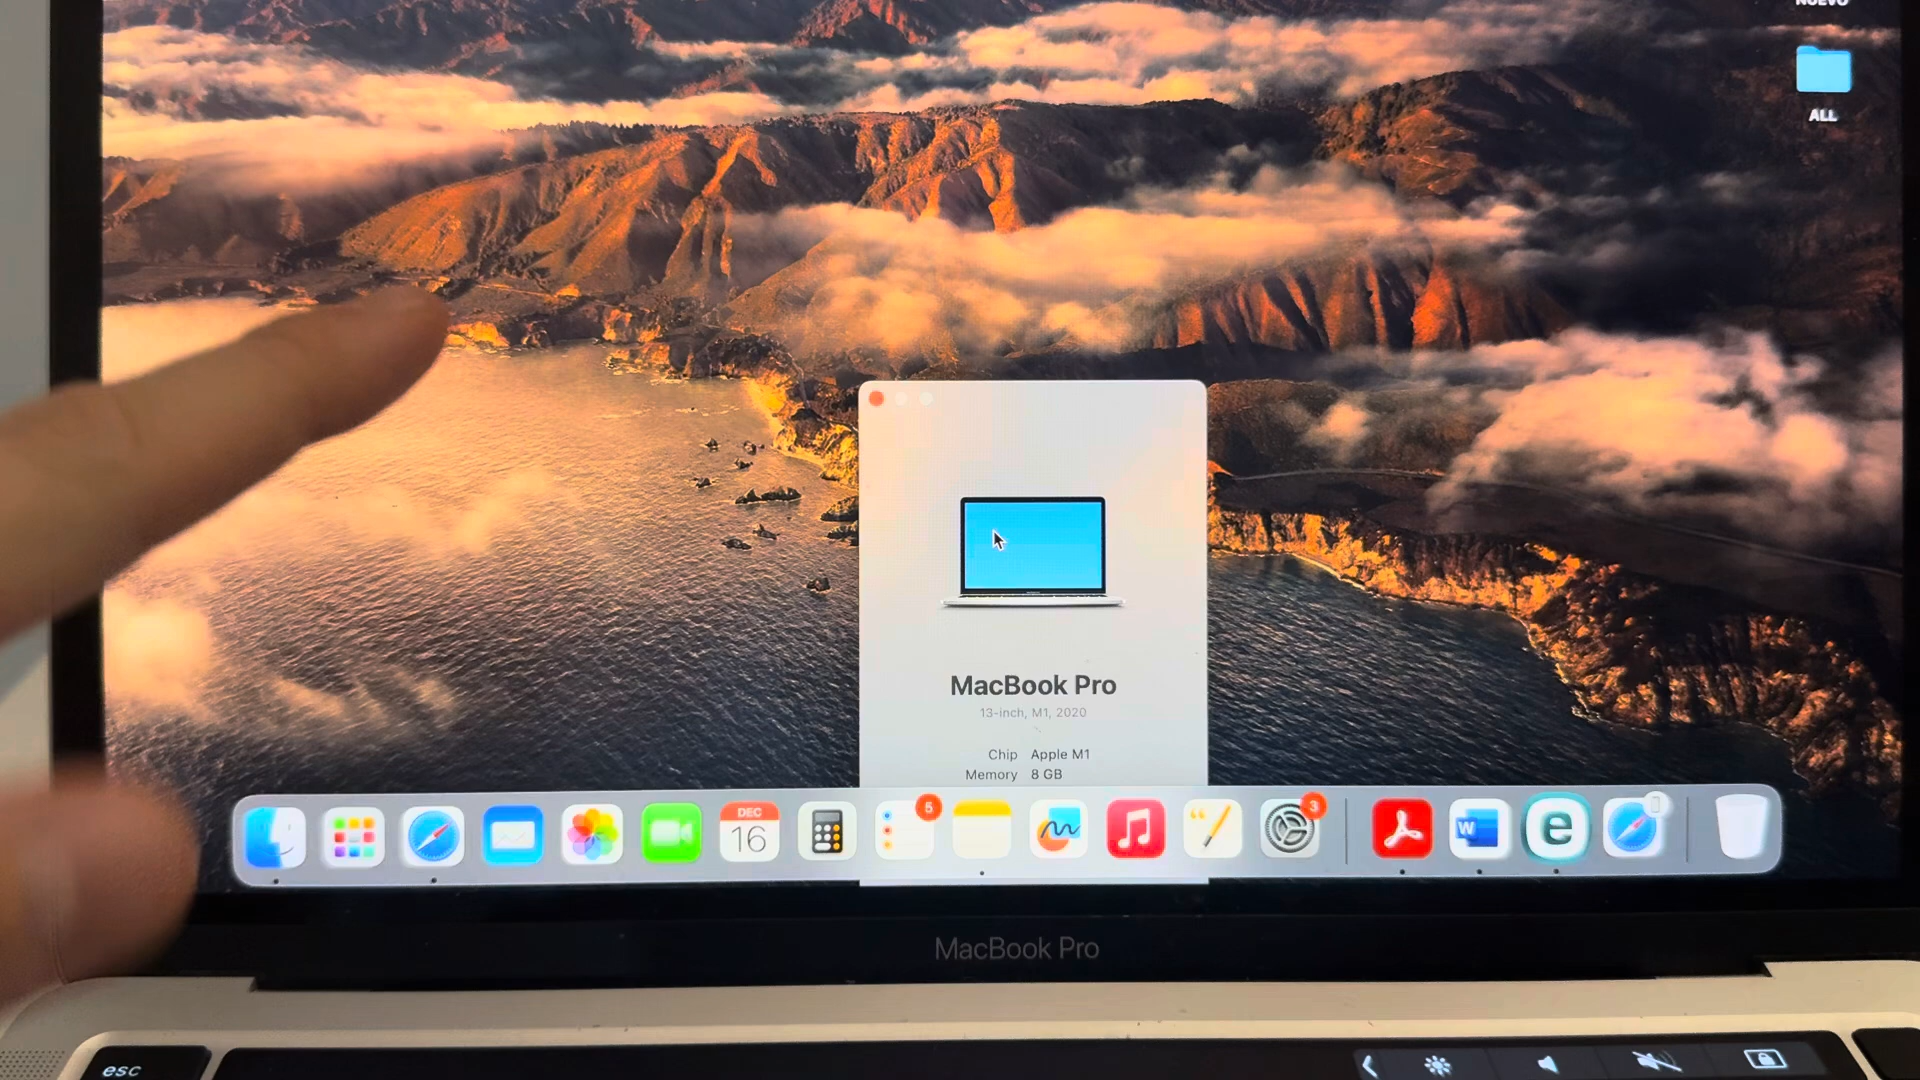 NUEVO
ALL
MacBook Pro
13-inch, M1, 2020
Chip Apple M1
Memory 8 GB
5
3
DEC
16
W
e
MacBook Pro
esc